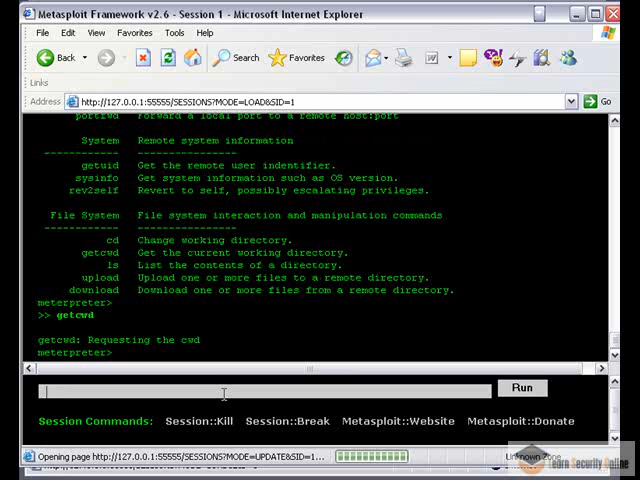 Metasploit Framework v2.6 - Session 1 - Microsoft Internet Explorer
File Edit View Favorites Tools Help
Back Search Favorites
Links
Address http://127.0.0.1:55555/SESSIONS?MODE=LOAD&SID=1 Go
portfwd Forward a local port to a remote host:port
System Remote system information
------------ ----------------
getuid Get the remote user indentifier.
sysinfo Get system information such as OS version.
rev2self Revert to self, possibly escalating privileges.
File System File system interaction and manipulation commands
------------ ----------------
cd Change working directory.
getcwd Get the current working directory.
ls List the contents of a directory.
upload Upload one or more files to a remote directory.
download Download one or more files from a remote directory.
meterpreter>
>> getcwd
getcwd: Requesting the cwd
meterpreter>
Run
Session Commands: Session::Kill Session::Break Metasploit::Website Metasploit::Donate
Opening page http://127.0.0.1:55555/SESSIONS?MODE=UPDATE&SID=1... Unknown Zone
Learn Security Online